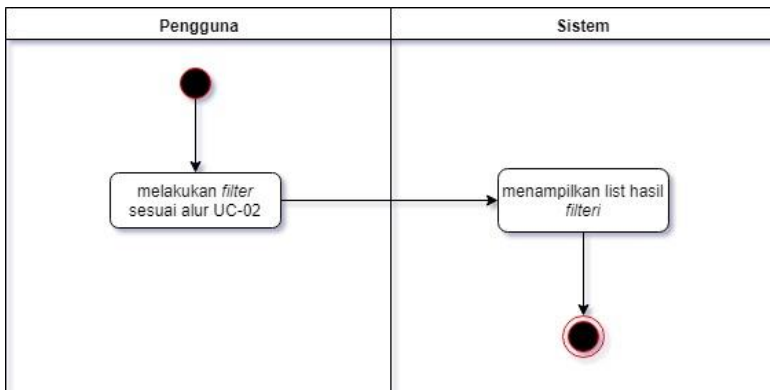 Pengguna
Sistem
melakukan filter
sesuai alur UC-02
menampilkan list hasil
filteri